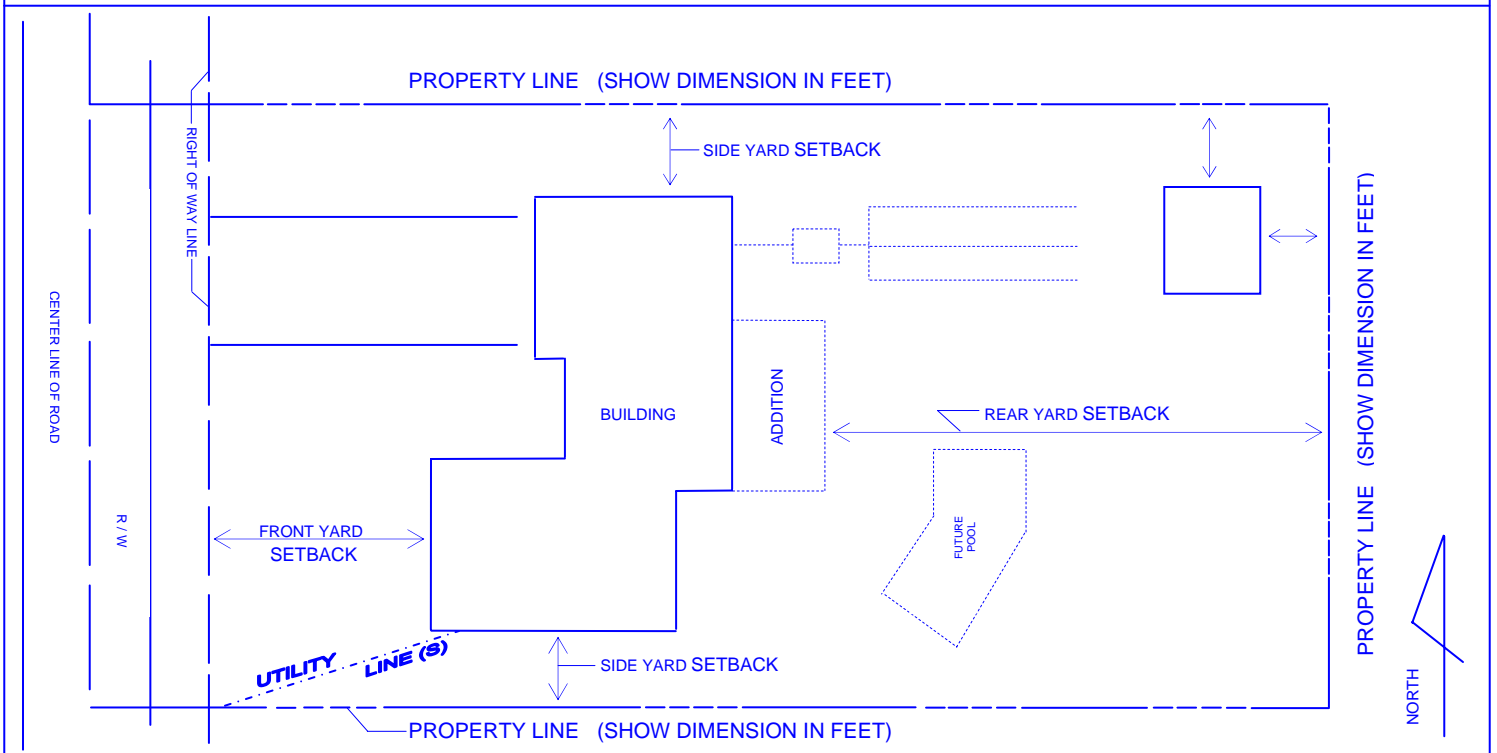 PROPERTY LINE (SHOW DIMENSION IN FEET)
RIGHT OF WAY LINE
SIDE YARD SETBACK
PROPERTY LINE (SHOW DIMENSION IN FEET)
CENTER LINE OF ROAD
BUILDING
ADDITION
REAR YARD SETBACK
R / W
FRONT YARD
SETBACK
FUTURE
POOL
UTILITY LINE (S)
SIDE YARD SETBACK
NORTH
PROPERTY LINE (SHOW DIMENSION IN FEET)